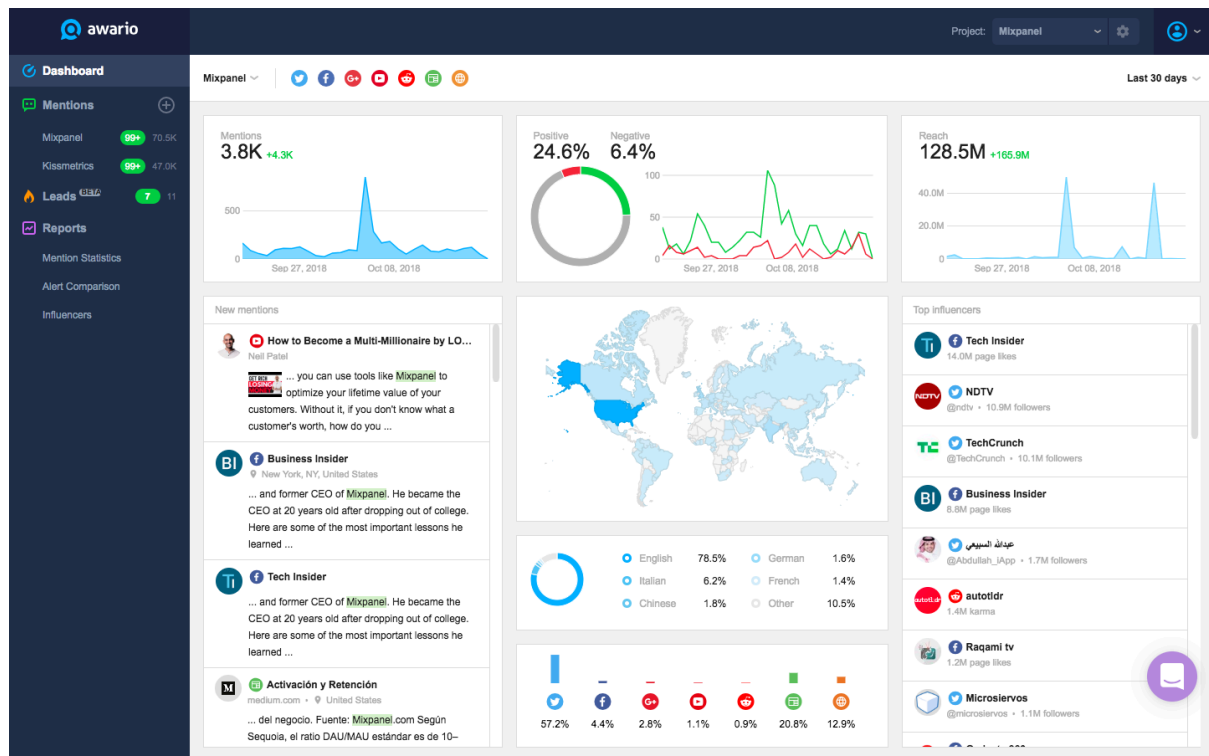 awario
Project: Mixpanel
Dashboard
Mentions
Mixpanel 99+ 70.5K
Kissmetrics 99+ 47.0K
Leads BETA 7 11
Reports
Mention Statistics
Alert Comparison
Influencers
Mixpanel
Last 30 days
Mentions
3.8K +4.3K
500
0
Sep 27, 2018 Oct 08, 2018
Positive Negative
24.6% 6.4%
100
50
0
Sep 27, 2018 Oct 08, 2018
Reach
128.5M +165.9M
40.0M
20.0M
0
Sep 27, 2018 Oct 08, 2018
New mentions
How to Become a Multi-Millionaire by LO...
Neil Patel
GET RICH
LOSING
... you can use tools like Mixpanel to
optimize your lifetime value of your
customers. Without it, if you don't know what a
customer's worth, how do you ...
BI Business Insider
New York, NY, United States
... and former CEO of Mixpanel. He became the
CEO at 20 years old after dropping out of college.
Here are some of the most important lessons he
learned ...
TI Tech Insider
... and former CEO of Mixpanel. He became the
CEO at 20 years old after dropping out of college.
Here are some of the most important lessons he
learned ...
M Activación y Retención
medium.com • United States
... del negocio. Fuente: Mixpanel.com Según
Sequoia, el ratio DAU/MAU estándar es de 10–
English 78.5% German 1.6%
Italian 6.2% French 1.4%
Chinese 1.8% Other 10.5%
G+
57.2% 4.4% 2.8% 1.1% 0.9% 20.8% 12.9%
Top influencers
TI Tech Insider
14.0M page likes
NDTV NDTV
@ndtv • 10.9M followers
TC TechCrunch
@TechCrunch • 10.1M followers
BI Business Insider
8.8M page likes
عبدالله السبيعي
@Abdullah_iApp • 1.7M followers
autotl.dr autotldr
1.4M karma
Raqami tv
1.2M page likes
Microsiervos
@microsiervos • 1.1M followers